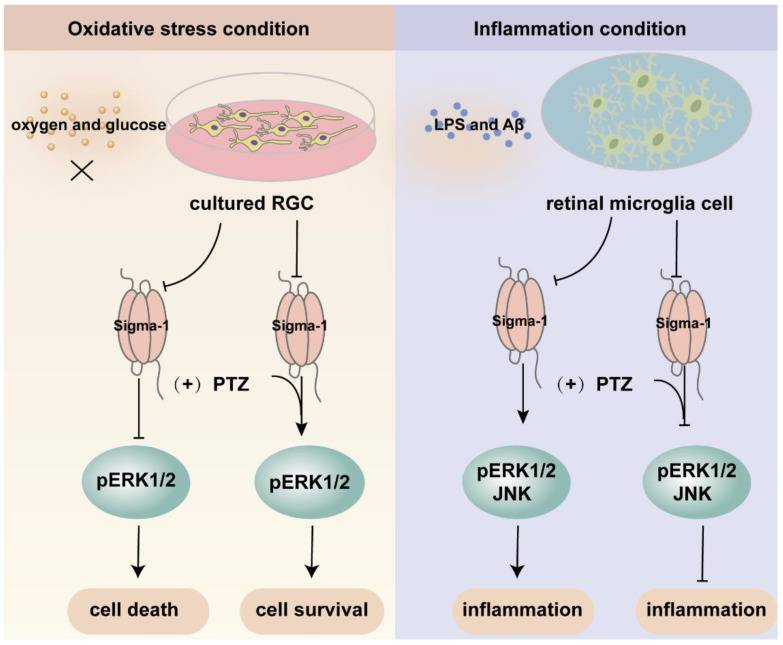 Oxidative stress condition
Inflammation condition
oxygen and glucose
LPS and Aβ
cultured RGC
retinal microglia cell
Sigma-1
Sigma-1
Sigma-1
Sigma-1
(+) PTZ
(+) PTZ
pERK1/2
pERK1/2
pERK1/2
JNK
pERK1/2
JNK
cell death
cell survival
inflammation
inflammation